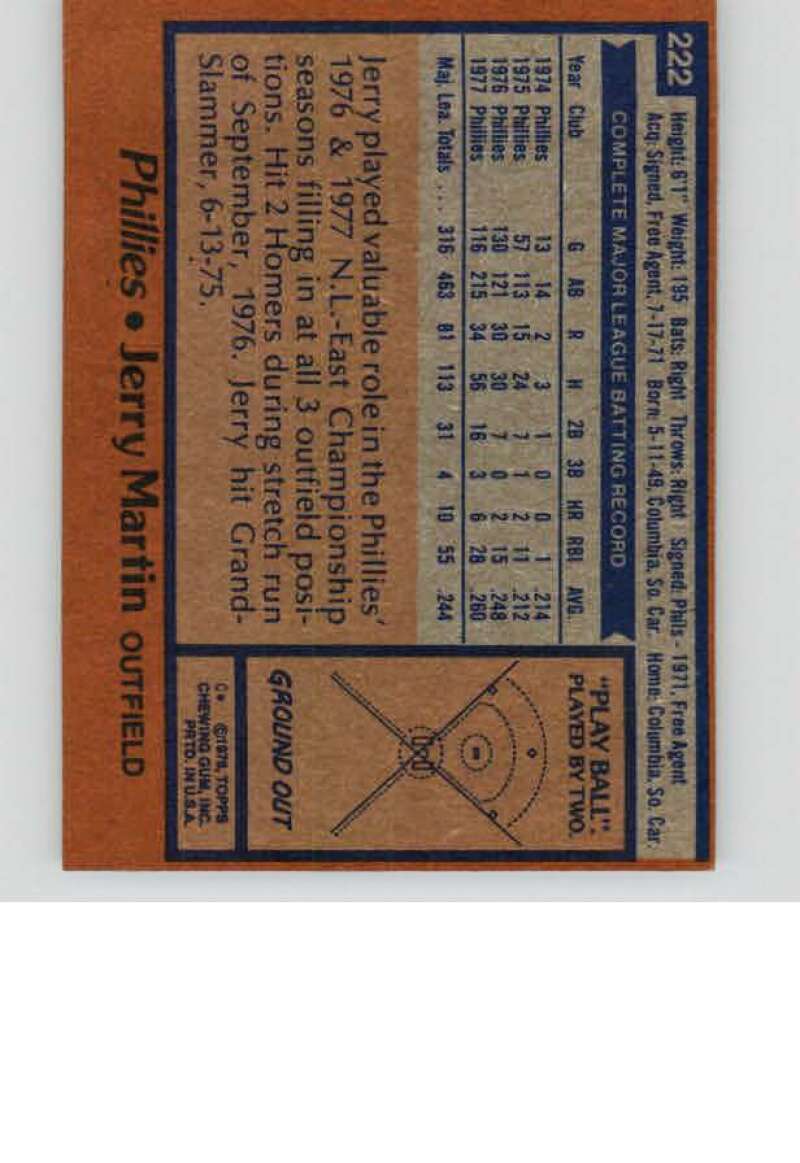 222
Height: 6'1" Weight: 195 Bats: Right Throws: Right Signed: Phils - 1971, Free Agent
Acq: Signed, Free Agent, 7-17-71 Born: 5-11-49, Columbia, So. Car. Home: Columbia, So. Car.
COMPLETE MAJOR LEAGUE BATTING RECORD
Year Club G AB R H 2B 3B HR RBI AVG.
1974 Phillies 13 14 2 3 1 0 0 1 .214
1975 Phillies 57 113 15 24 7 1 2 11 .212
1976 Phillies 130 121 30 30 7 0 2 15 .248
1977 Phillies 116 215 34 56 16 3 6 28 .260
Maj. Lea. Totals ... 316 463 81 113 31 4 10 55 .244
Jerry played valuable role in the Phillies'
1976 & 1977 N.L.-East Championship
seasons filling in at all 3 outfield posi-
tions. Hit 2 Homers during stretch run
of September, 1976. Jerry hit Grand-
Slammer, 6-13-75.
"PLAY BALL".
PLAYED BY TWO.
GROUND OUT
C* ©1978, TOPPS
CHEWING GUM, INC.
PRTD. IN U.S.A.
Phillies • Jerry Martin OUTFIELD